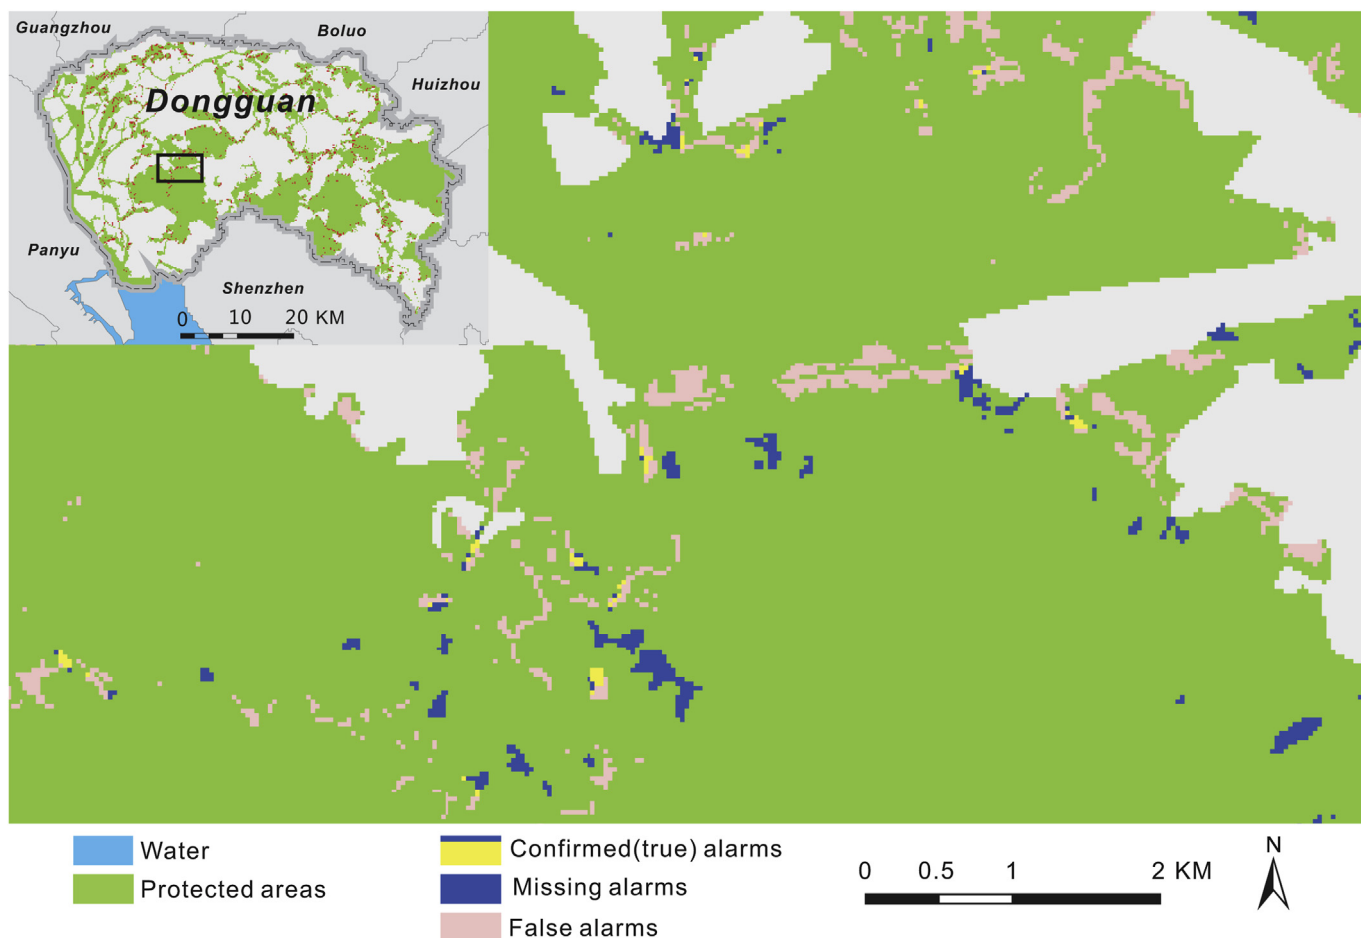 Guangzhou
Boluo
Huizhou
Dongguan
Panyu
Shenzhen
0 10 20 KM
Water
Protected areas
Confirmed(true) alarms
Missing alarms
False alarms
0 0.5 1 2 KM
N